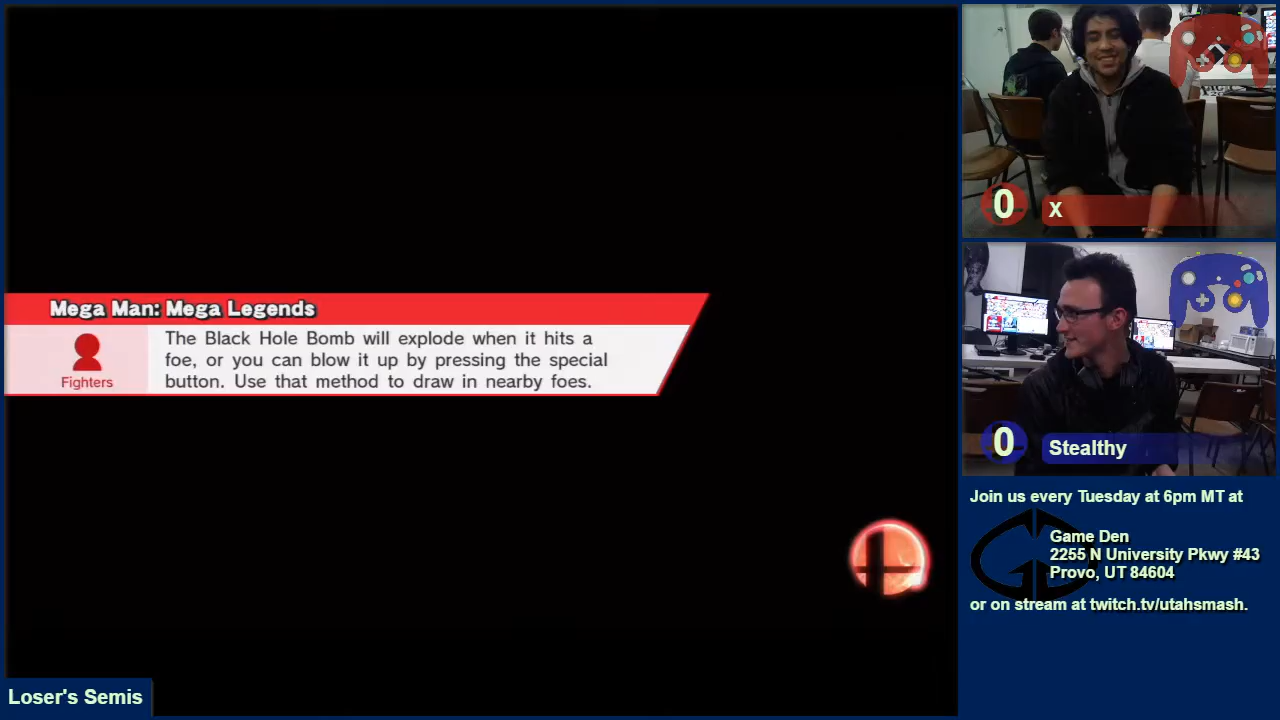 Mega Man: Mega Legends
Fighters
The Black Hole Bomb will explode when it hits a
foe, or you can blow it up by pressing the special
button. Use that method to draw in nearby foes.
0
X
0
Stealthy
Join us every Tuesday at 6pm MT at
Game Den
2255 N University Pkwy #43
Provo, UT 84604
or on stream at twitch.tv/utahsmash.
Loser's Semis